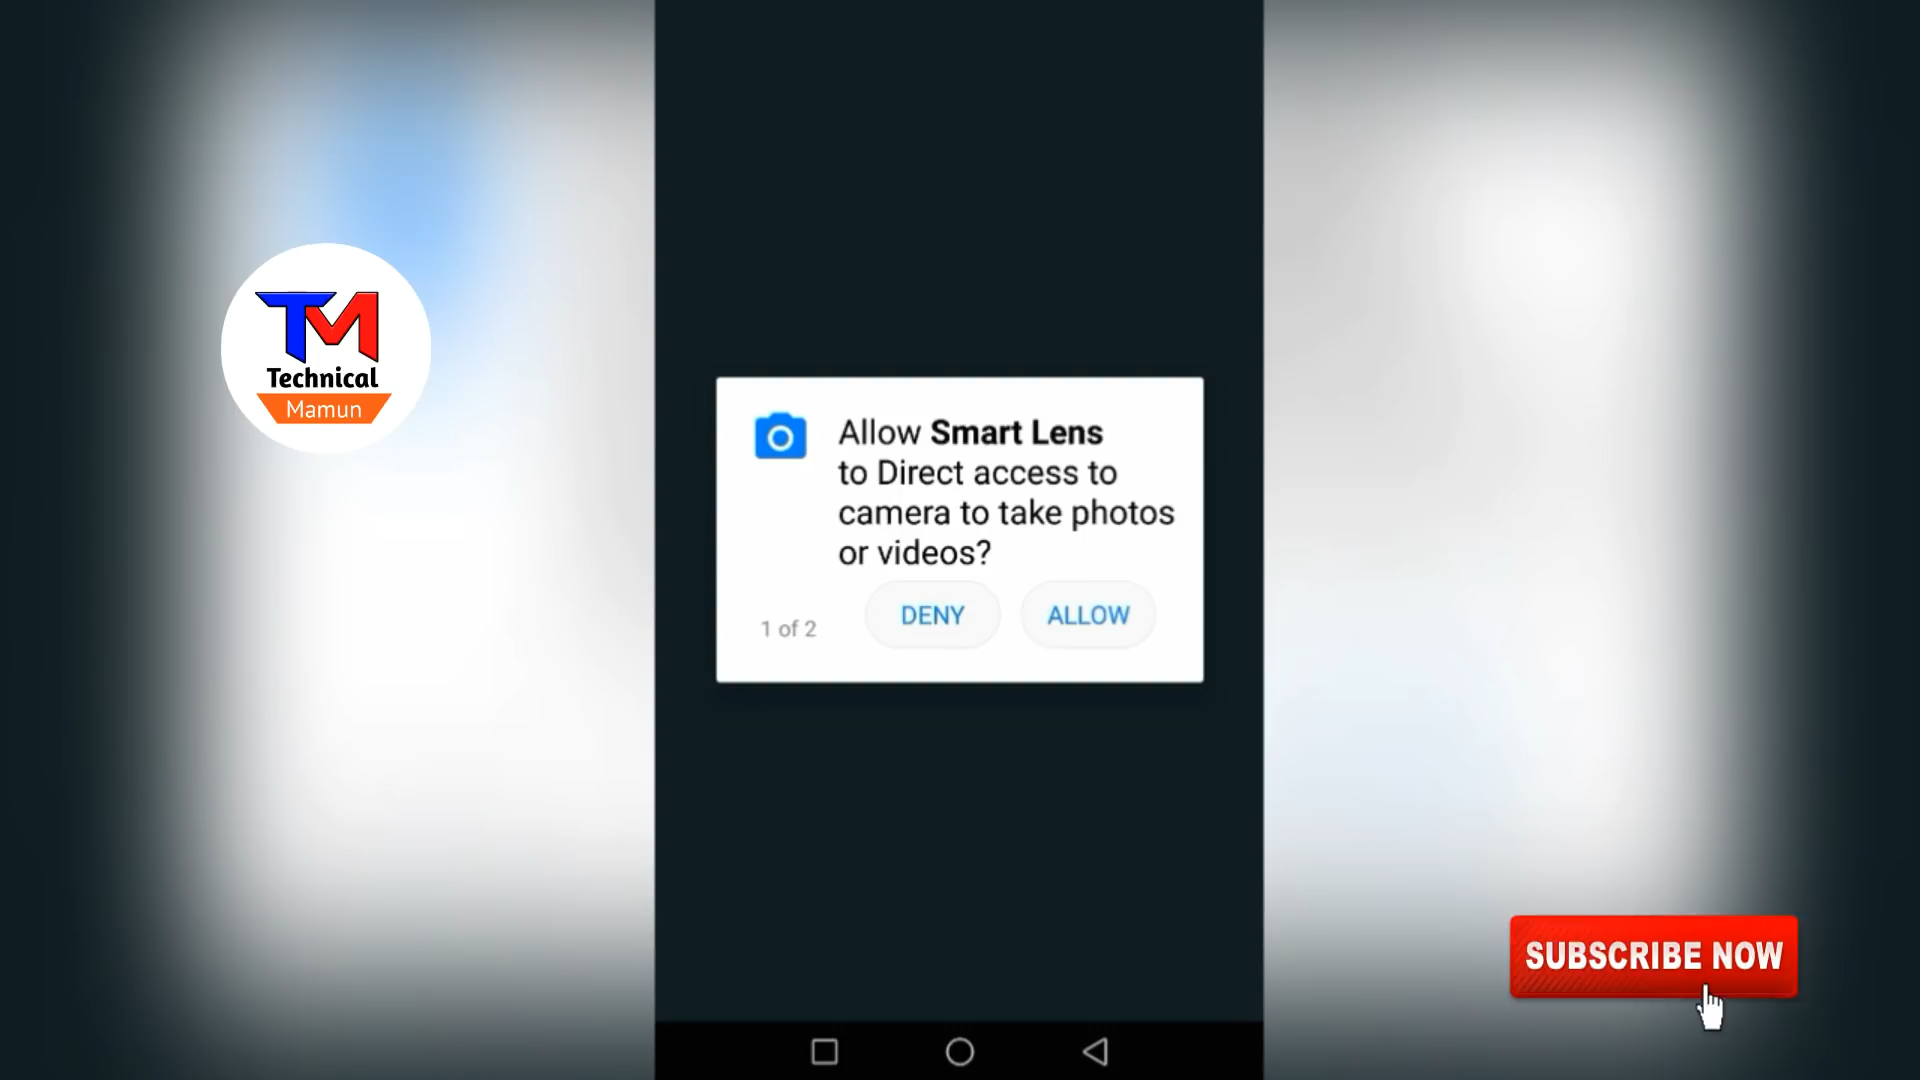 TM
Technical
Mamun
Allow Smart Lens
to Direct access to
camera to take photos
or videos?
1 of 2
DENY
ALLOW
SUBSCRIBE NOW